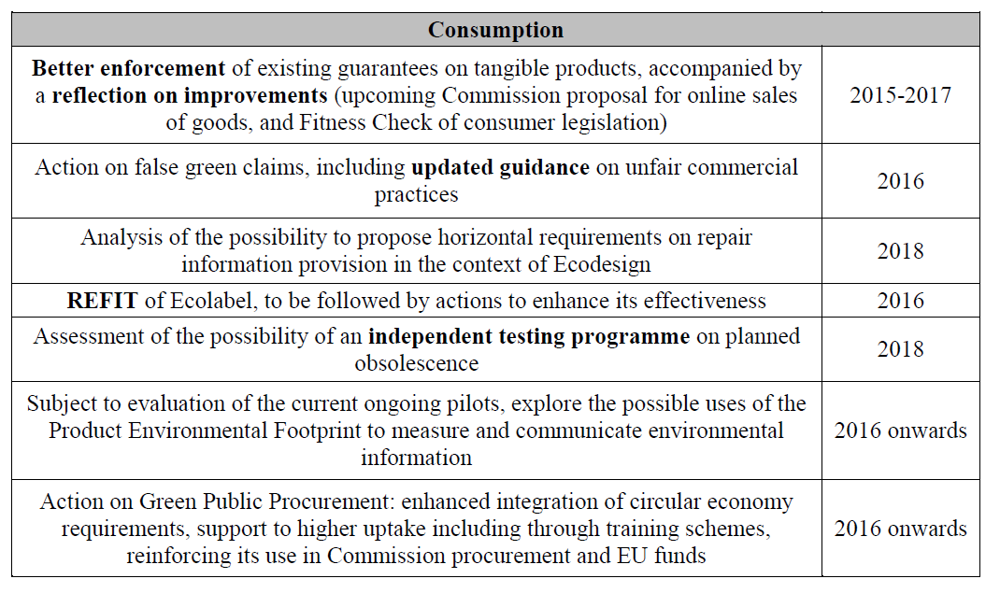 Consumption
Better enforcement of existing guarantees on tangible products, accompanied by
a reflection on improvements (upcoming Commission proposal for online sales
of goods, and Fitness Check of consumer legislation)
2015-2017
Action on false green claims, including updated guidance on unfair commercial
practices
2016
Analysis of the possibility to propose horizontal requirements on repair
information provision in the context of Ecodesign
2018
REFIT of Ecolabel, to be followed by actions to enhance its effectiveness
2016
Assessment of the possibility of an independent testing programme on planned
obsolescence
2018
Subject to evaluation of the current ongoing pilots, explore the possible uses of the
Product Environmental Footprint to measure and communicate environmental
information
2016 onwards
Action on Green Public Procurement: enhanced integration of circular economy
requirements, support to higher uptake including through training schemes,
reinforcing its use in Commission procurement and EU funds
2016 onwards